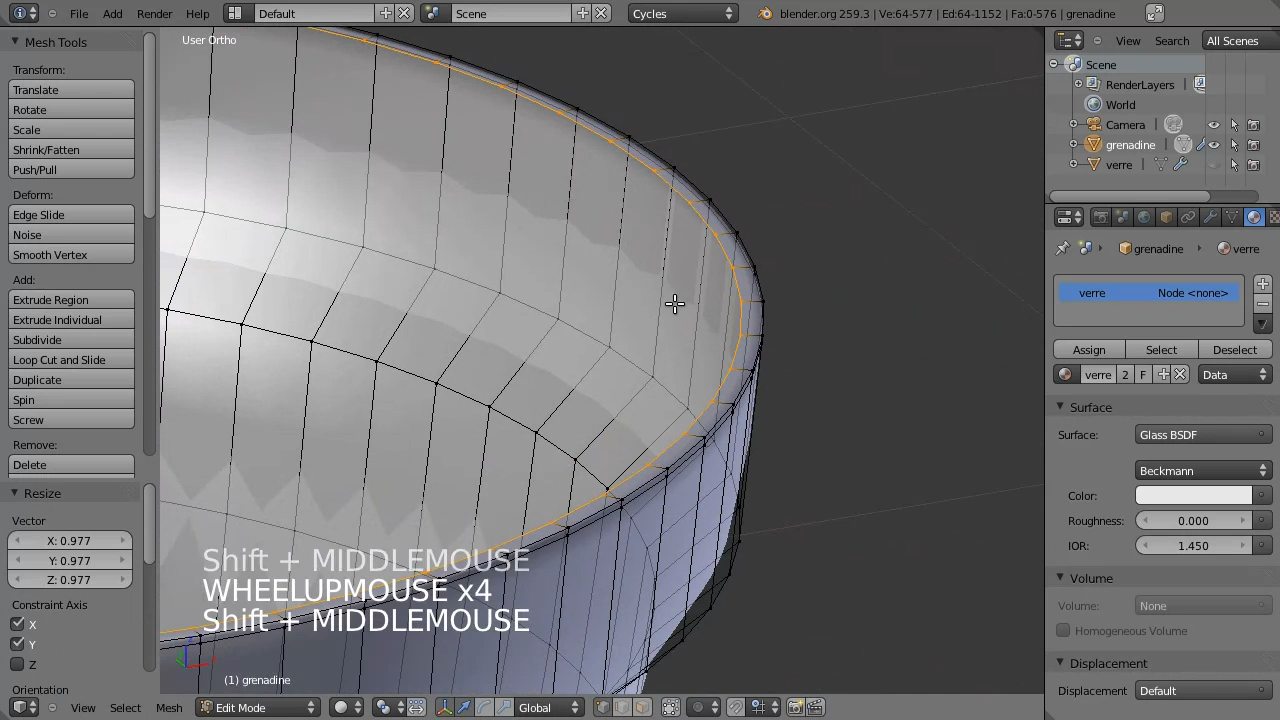 File Add Render Help Default Scene Cycles blender.org 259.3 | Ve:64-577 | Ed:64-1152 | Fa:0-576 | grenadine
Mesh Tools
Transform:
Translate
Rotate
Scale
Shrink/Fatten
Push/Pull
Deform:
Edge Slide
Noise
Smooth Vertex
Add:
Extrude Region
Extrude Individual
Subdivide
Loop Cut and Slide
Duplicate
Spin
Screw
Remove:
Delete
Resize
Vector
X: 0.977
Y: 0.977
Z: 0.977
Constraint Axis
X
Y
Z
Orientation
User Ortho
Shift + MIDDLEMOUSE
WHEELUPMOUSE x4
Shift + MIDDLEMOUSE
(1) grenadine
View Select Mesh Edit Mode Global
View Search All Scenes
Scene
RenderLayers
World
Camera
grenadine
verre
grenadine verre
verre Node <none>
Assign Select Deselect
verre 2 F Data
Surface
Surface: Glass BSDF
Beckmann
Color:
Roughness: 0.000
IOR: 1.450
Volume
Volume: None
Homogeneous Volume
Displacement
Displacement Default